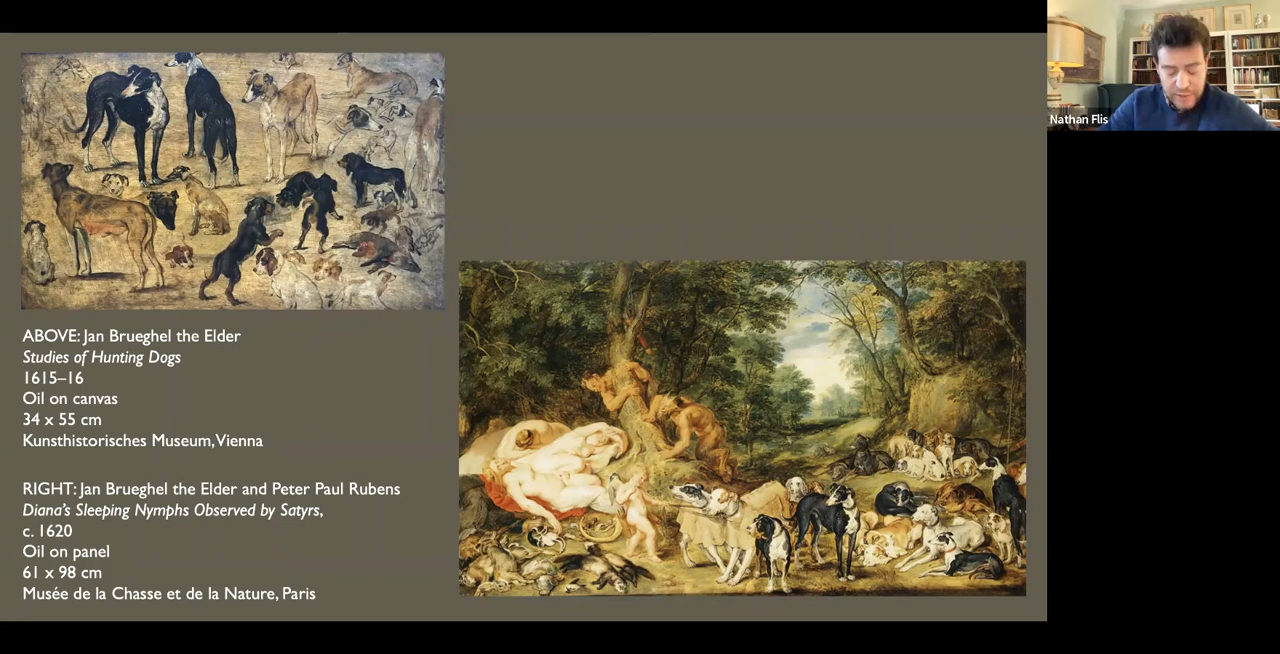 Nathan Flis
ABOVE: Jan Brueghel the Elder
Studies of Hunting Dogs
1615–16
Oil on canvas
34 x 55 cm
Kunsthistorisches Museum, Vienna
RIGHT: Jan Brueghel the Elder and Peter Paul Rubens
Diana's Sleeping Nymphs Observed by Satyrs,
c. 1620
Oil on panel
61 x 98 cm
Musée de la Chasse et de la Nature, Paris